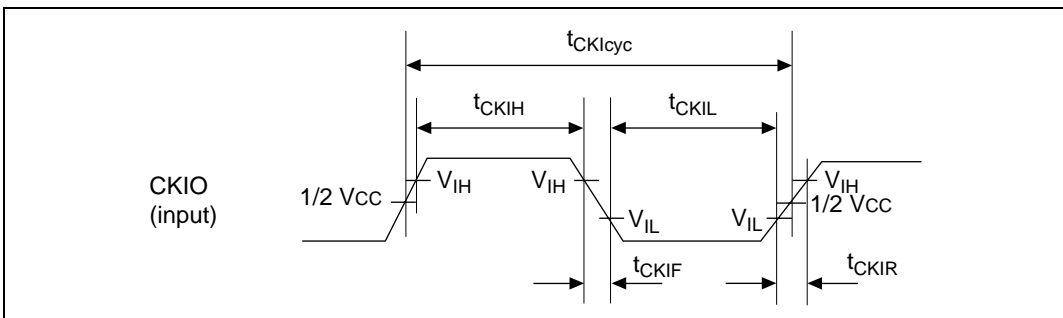 tCKIcyc
tCKIH
tCKIL
CKIO
(input)
1/2 VCC
VIH
VIH
VIL
VIL
VIH
1/2 VCC
tCKIF
tCKIR